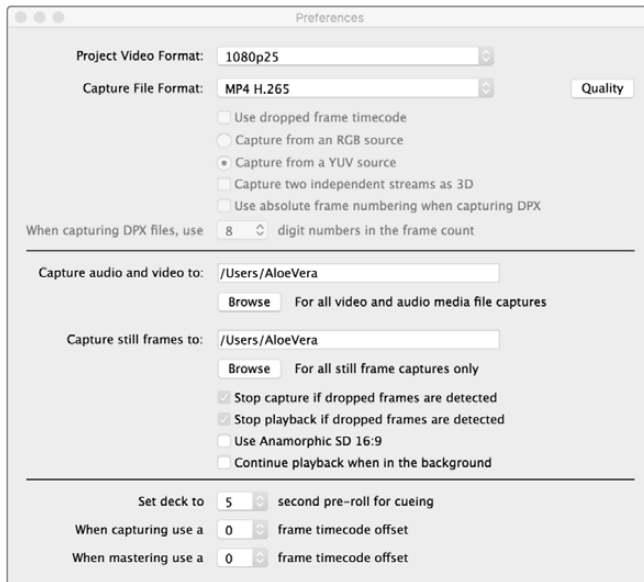 Preferences
Project Video Format: 1080p25
Capture File Format: MP4 H.265 Quality
Use dropped frame timecode
Capture from an RGB source
Capture from a YUV source
Capture two independent streams as 3D
Use absolute frame numbering when capturing DPX
When capturing DPX files, use 8 digit numbers in the frame count
Capture audio and video to: /Users/AloeVera
Browse For all video and audio media file captures
Capture still frames to: /Users/AloeVera
Browse For all still frame captures only
Stop capture if dropped frames are detected
Stop playback if dropped frames are detected
Use Anamorphic SD 16:9
Continue playback when in the background
Set deck to 5 second pre-roll for cueing
When capturing use a 0 frame timecode offset
When mastering use a 0 frame timecode offset